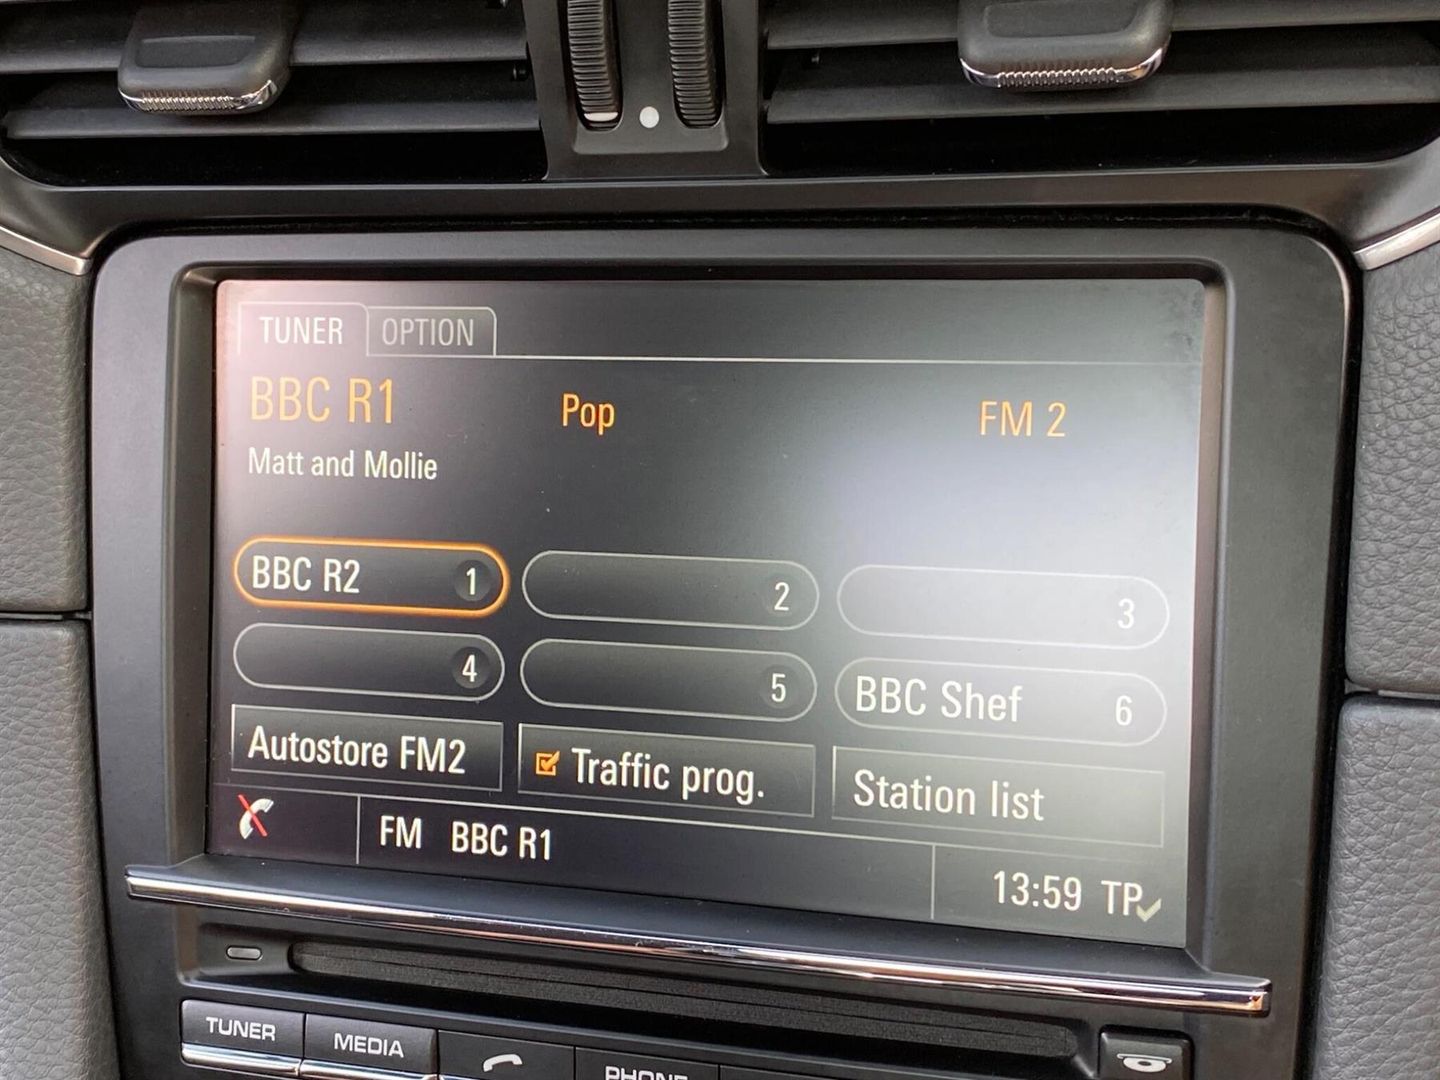 TUNER OPTION
BBC R1 Pop FM 2
Matt and Mollie
BBC R2 1 2 3
4 5 BBC Shef 6
Autostore FM2 Traffic prog. Station list
FM BBC R1 13:59 TP
TUNER MEDIA PHONE